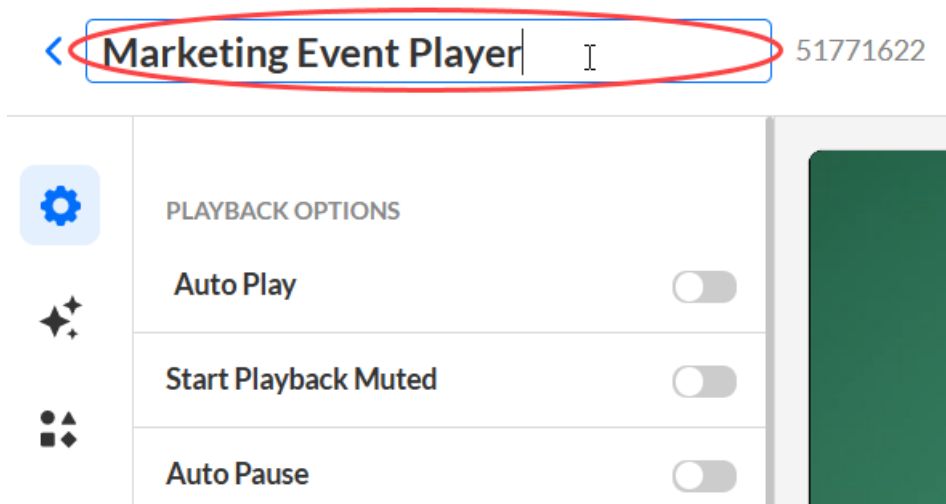 Marketing Event Player
51771622
PLAYBACK OPTIONS
Auto Play
Start Playback Muted
Auto Pause